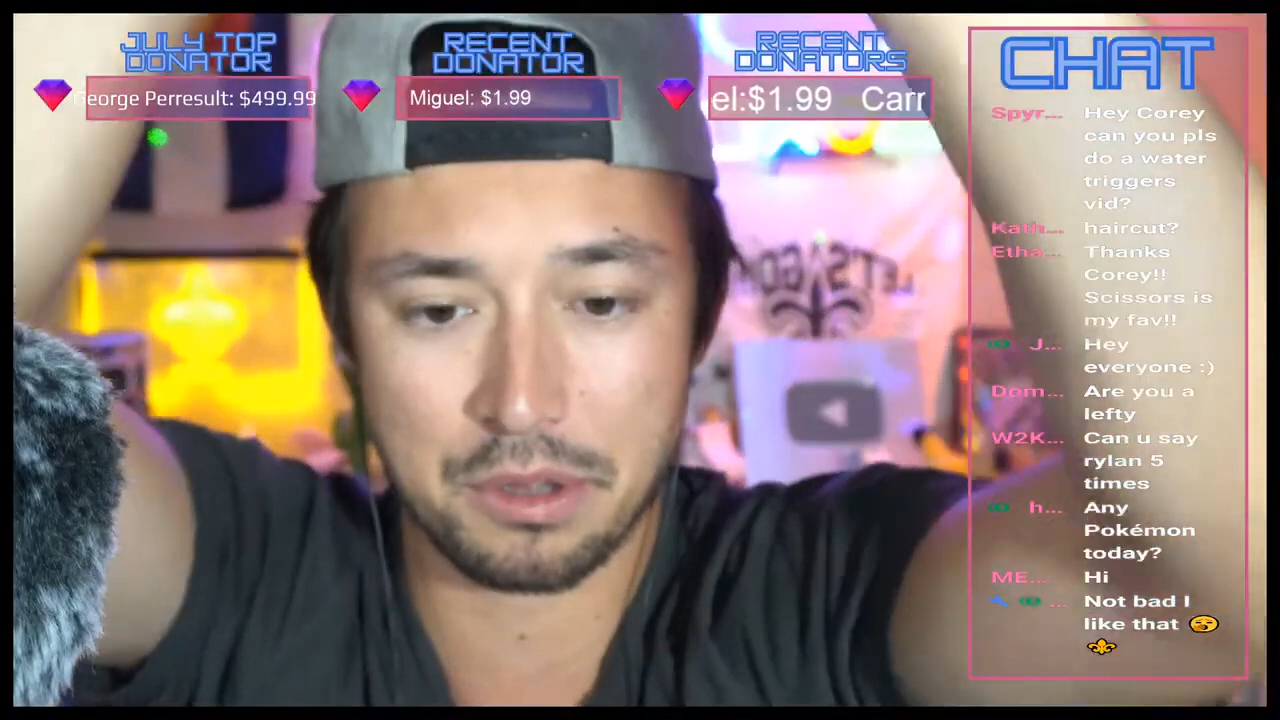 JULY TOP
DONATOR
George Perresult: $499.99
RECENT
DONATOR
Miguel: $1.99
RECENT
DONATORS
el:$1.99 Carr
LET'S GO
CHAT
Spyr... Hey Corey
can you pls
do a water
triggers
vid?
Kath... haircut?
Etha... Thanks
Corey!!
Scissors is
my fav!!
J... Hey
everyone :)
Dom... Are you a
lefty
W2K... Can u say
rylan 5
times
h... Any
Pokémon
today?
ME... Hi
... Not bad I
like that 😏
⚜️